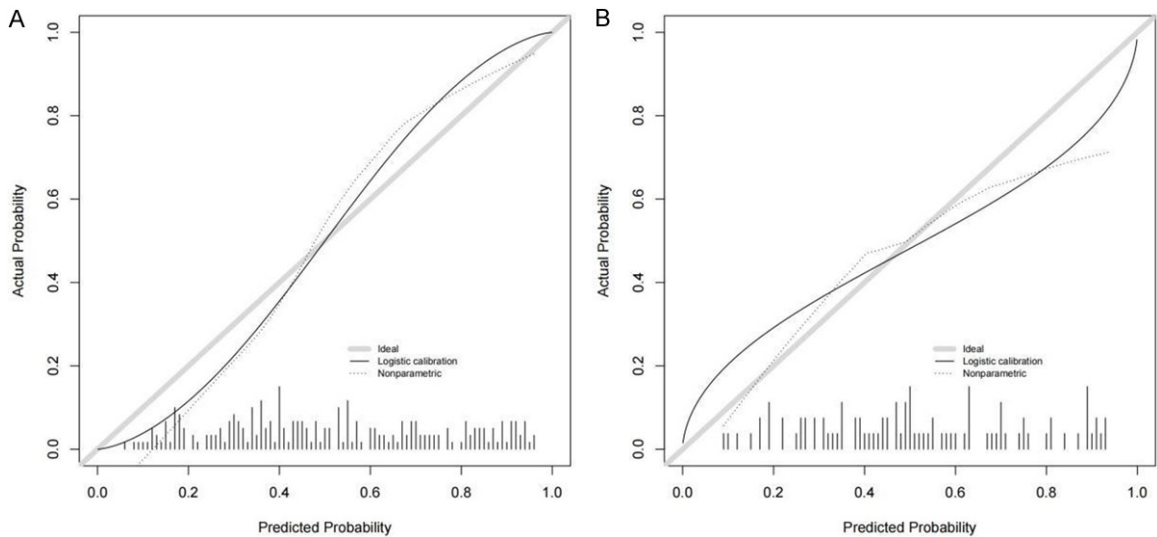 A
Actual Probability
1.0
0.8
0.6
0.4
0.2
0.0
Ideal
Logistic calibration
Nonparametric
0.0 0.2 0.4 0.6 0.8 1.0
Predicted Probability
B
Actual Probability
1.0
0.8
0.6
0.4
0.2
0.0
Ideal
Logistic calibration
Nonparametric
0.0 0.2 0.4 0.6 0.8 1.0
Predicted Probability